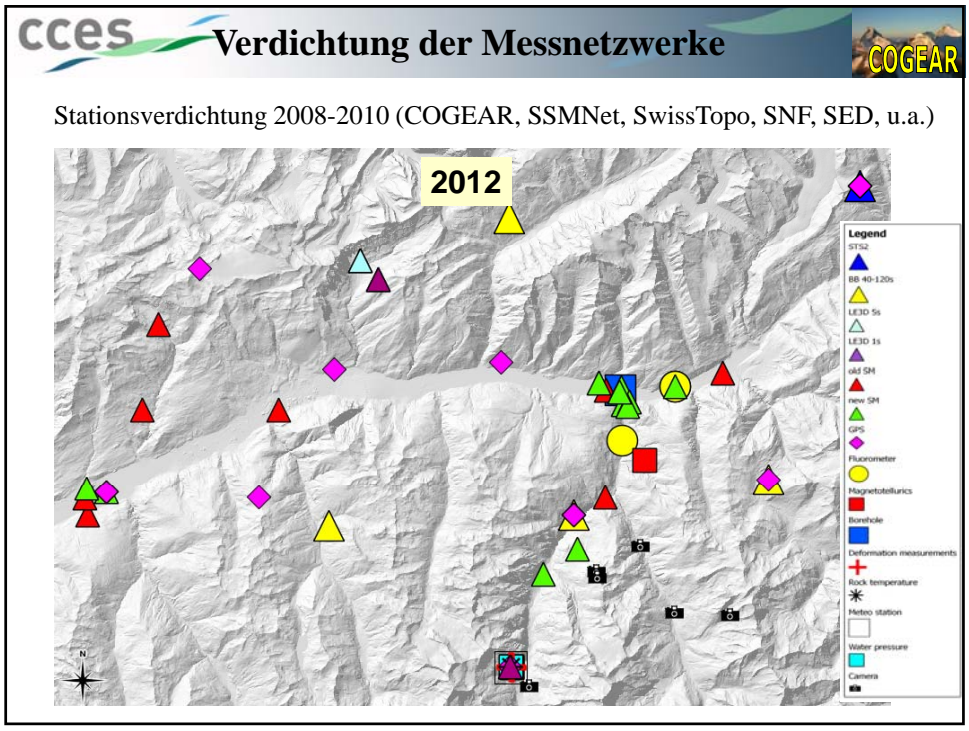 cces
Verdichtung der Messnetzwerke
COGEAR
Stationsverdichtung 2008-2010 (COGEAR, SSMNet, SwissTopo, SNF, SED, u.a.)
2012
Legend
STS2
BB 40-120s
LE3D 5s
LE3D 1s
old SM
new SM
GPS
Fluorometer
Magnetotellurics
Borehole
Deformation measurements
Rock temperature
Meteo station
Water pressure
Camera
N